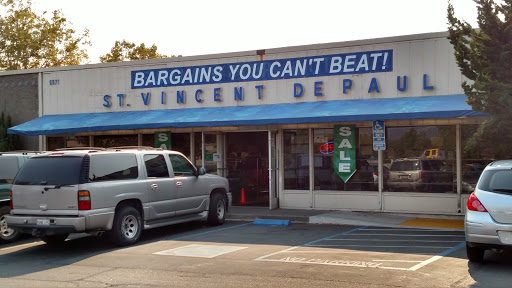 BARGAINS YOU CAN'T BEAT!
ST. VINCENT DE PAUL
SALE
NO PARKING